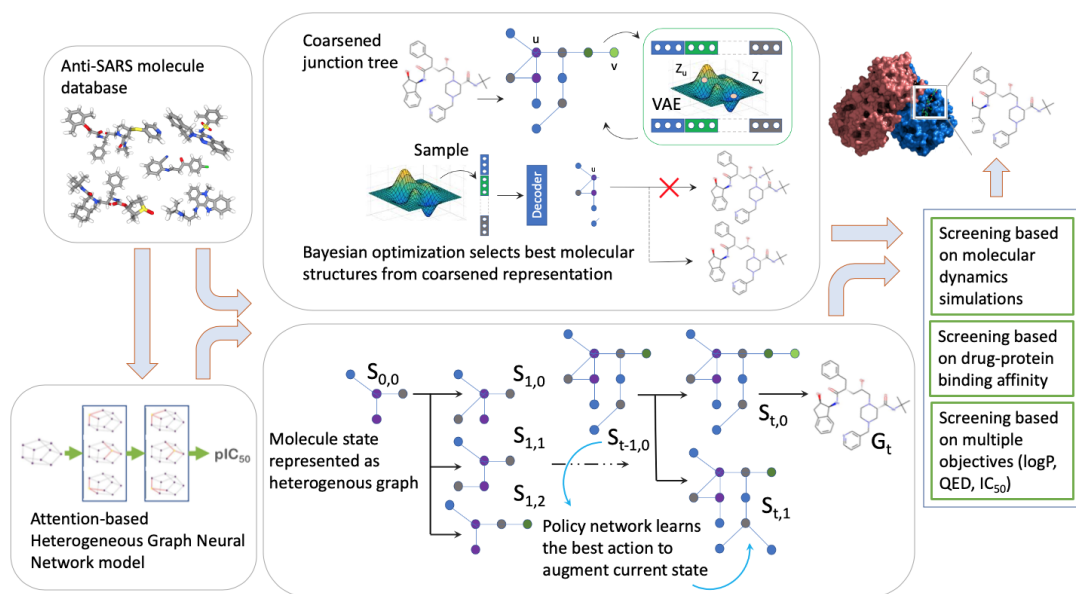 Anti-SARS molecule
database
Coarsened
junction tree
u
v
Z_u
Z_v
VAE
Sample
Decoder
u
Bayesian optimization selects best molecular
structures from coarsened representation
pIC50
Attention-based
Heterogeneous Graph Neural
Network model
S0,0
S1,0
S1,1
S1,2
Molecule state
represented as
heterogenous graph
St-1,0
St,0
St,1
Gt
Policy network learns
the best action to
augment current state
Screening based
on molecular
dynamics
simulations
Screening based
on drug-protein
binding affinity
Screening based
on multiple
objectives (logP,
QED, IC50)